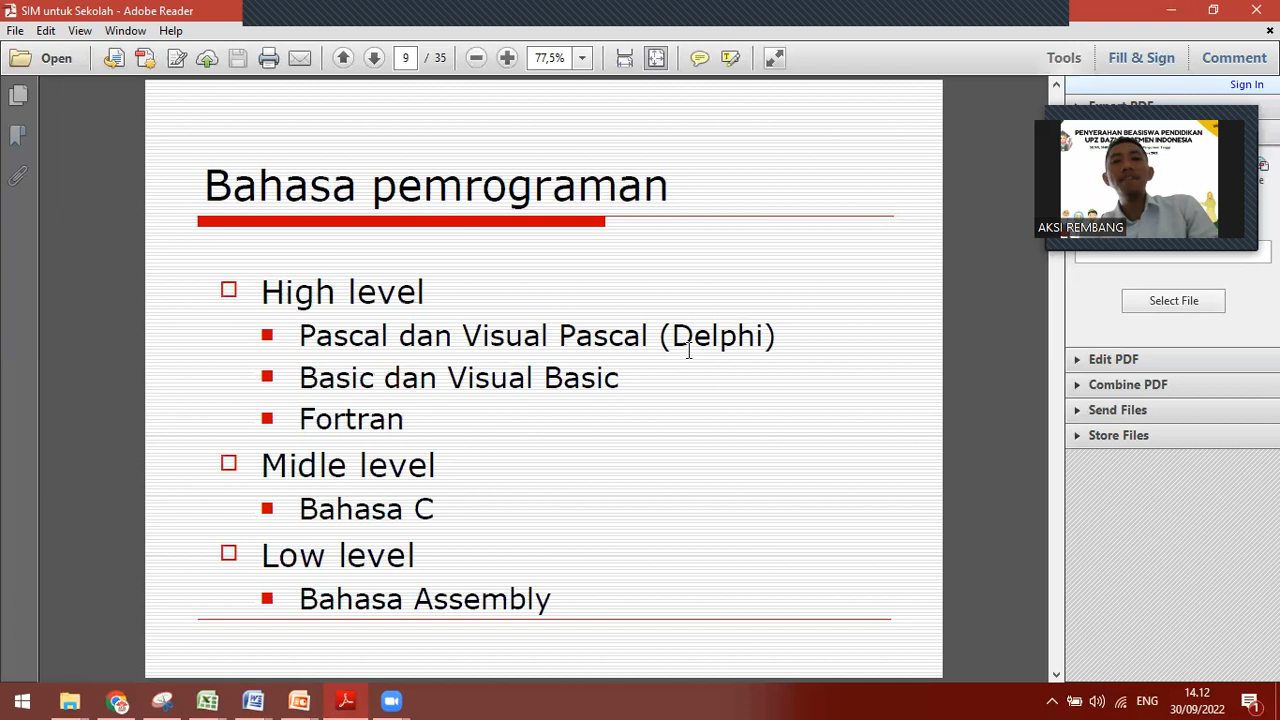 SIM untuk Sekolah - Adobe Reader
File Edit View Window Help
Open 9 / 35 77,5% Tools Fill & Sign Comment
Sign In
PENYERAHAN BEASISWA PENDIDIKAN
AKSI REMBANG
Select File
Edit PDF
Combine PDF
Send Files
Store Files
Bahasa pemrograman
High level
Pascal dan Visual Pascal (Delphi)
Basic dan Visual Basic
Fortran
Midle level
Bahasa C
Low level
Bahasa Assembly
ENG
14.12
30/09/2022
1